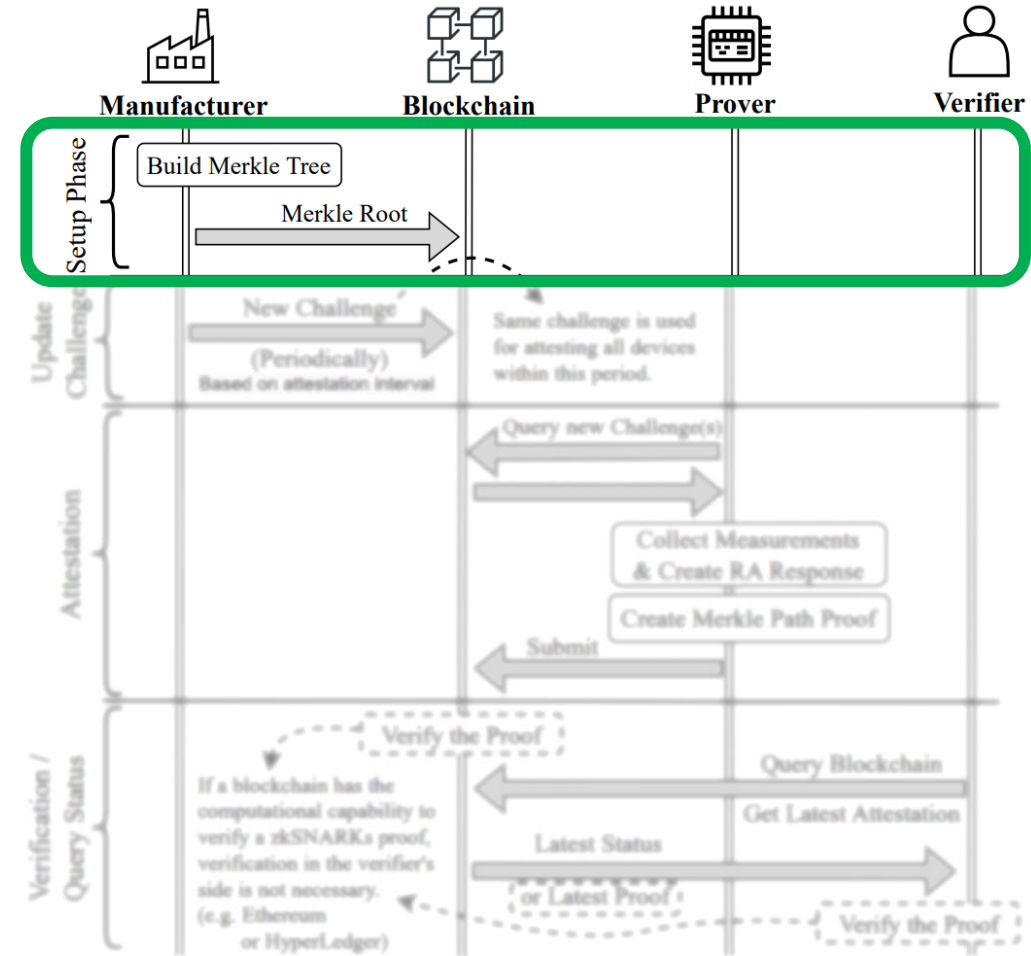 Manufacturer
Blockchain
Prover
Verifier
Setup Phase
Build Merkle Tree
Merkle Root
Update
Challenge
New Challenge
(Periodically)
Based on attestation interval
Same challenge is used
for attesting all devices
within this period.
Attestation
Query new Challenge(s)
Collect Measurements
& Create RA Response
Create Merkle Path Proof
Submit
Verification /
Query Status
Verify the Proof
If a blockchain has the
computational capability to
verify a zkSNARKs proof,
verification in the verifier's
side is not necessary.
(e.g. Ethereum
or HyperLedger)
Query Blockchain
Get Latest Attestation
Latest Status
or Latest Proof
Verify the Proof